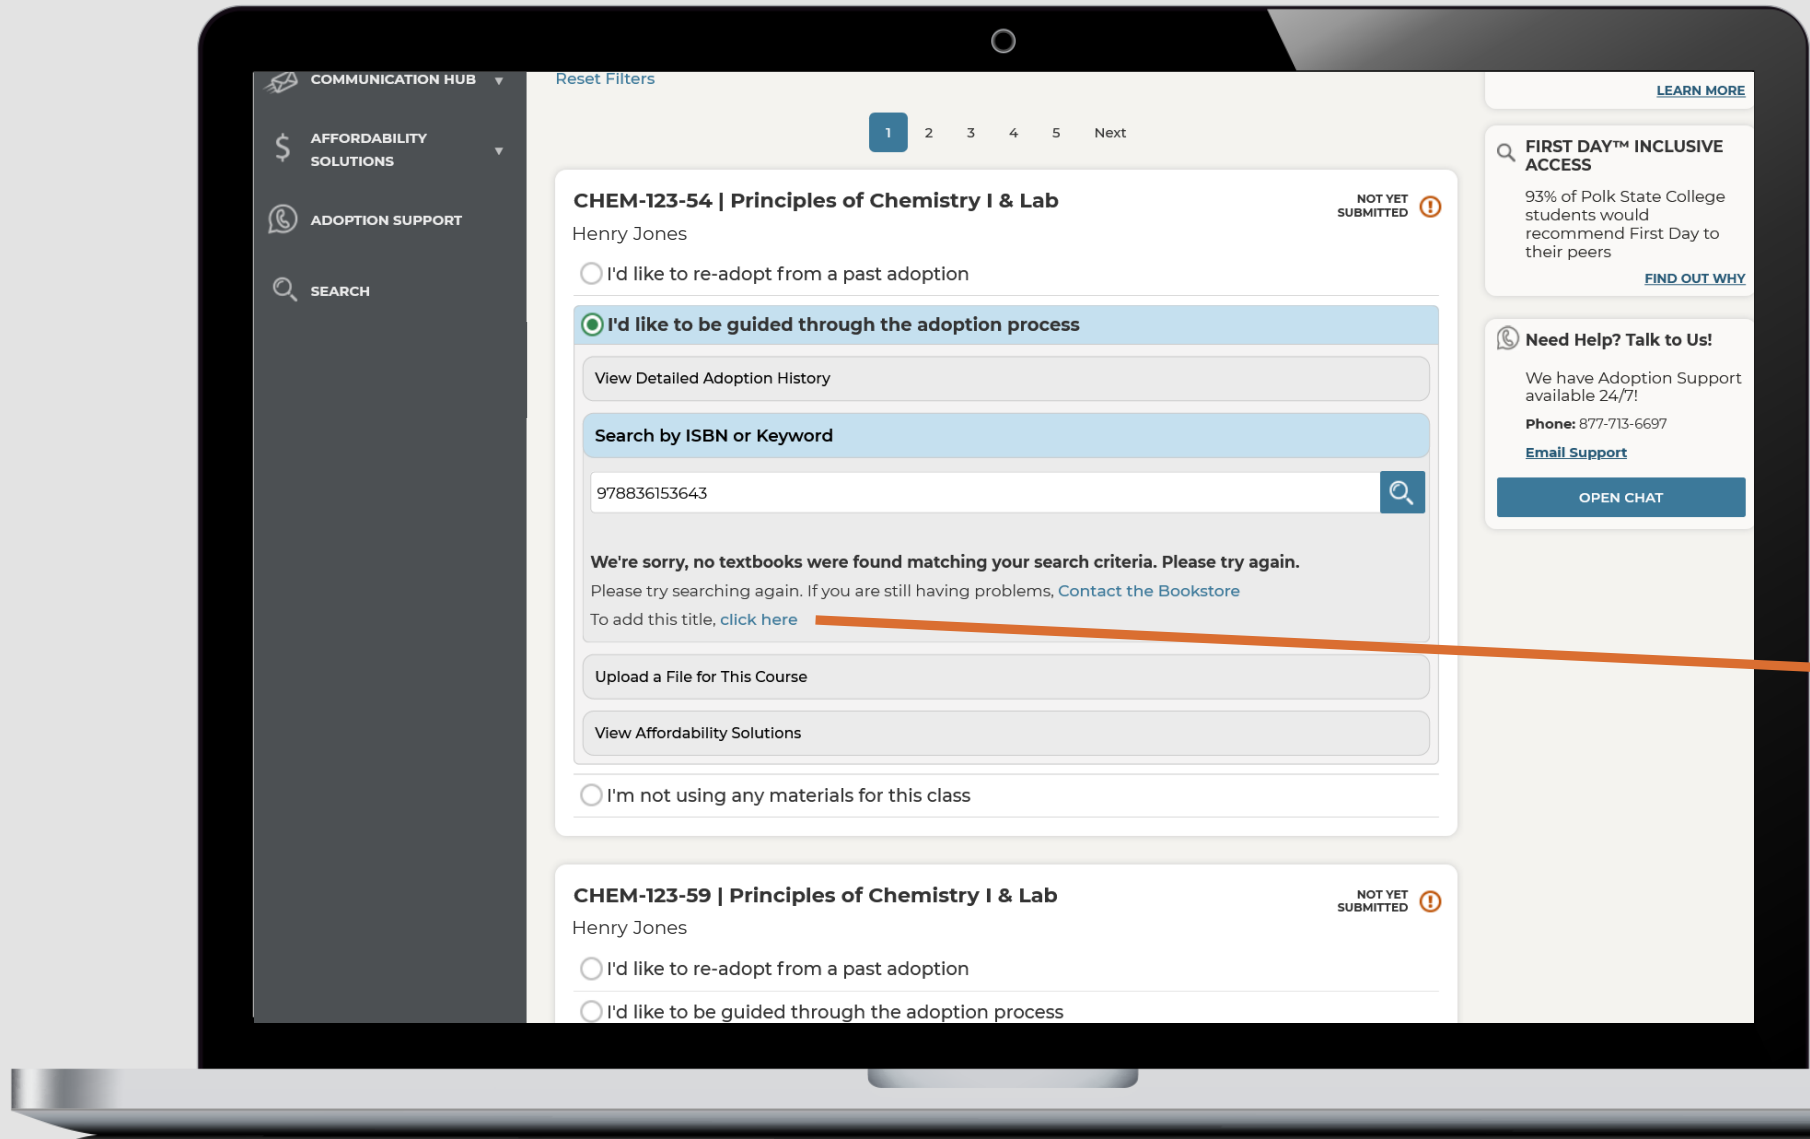 COMMUNICATION HUB
AFFORDABILITY
SOLUTIONS
ADOPTION SUPPORT
SEARCH
Reset Filters
1 2 3 4 5 Next
CHEM-123-54 | Principles of Chemistry I & Lab
NOT YET
SUBMITTED
Henry Jones
I'd like to re-adopt from a past adoption
I'd like to be guided through the adoption process
View Detailed Adoption History
Search by ISBN or Keyword
978836153643
We're sorry, no textbooks were found matching your search criteria. Please try again.
Please try searching again. If you are still having problems, Contact the Bookstore
To add this title, click here
Upload a File for This Course
View Affordability Solutions
I'm not using any materials for this class
CHEM-123-59 | Principles of Chemistry I & Lab
NOT YET
SUBMITTED
Henry Jones
I'd like to re-adopt from a past adoption
I'd like to be guided through the adoption process
LEARN MORE
FIRST DAY™ INCLUSIVE
ACCESS
93% of Polk State College
students would
recommend First Day to
their peers
FIND OUT WHY
Need Help? Talk to Us!
We have Adoption Support
available 24/7!
Phone: 877-713-6697
Email Support
OPEN CHAT